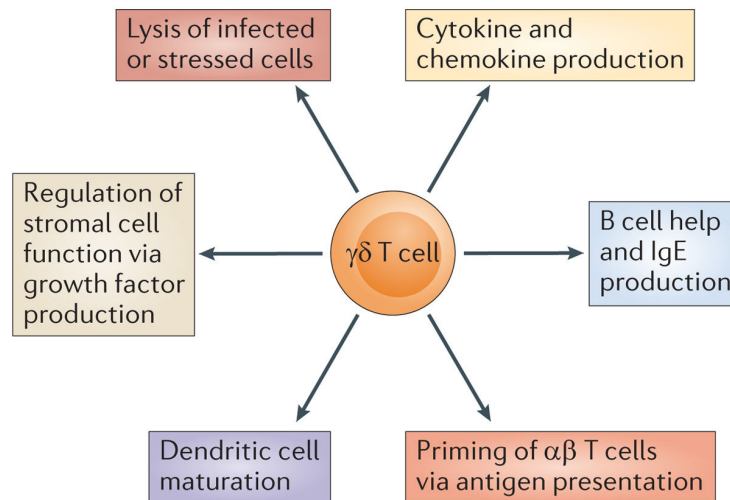 Lysis of infected
or stressed cells
Cytokine and
chemokine production
Regulation of
stromal cell
function via
growth factor
production
γδ T cell
B cell help
and IgE
production
Dendritic cell
maturation
Priming of αβ T cells
via antigen presentation